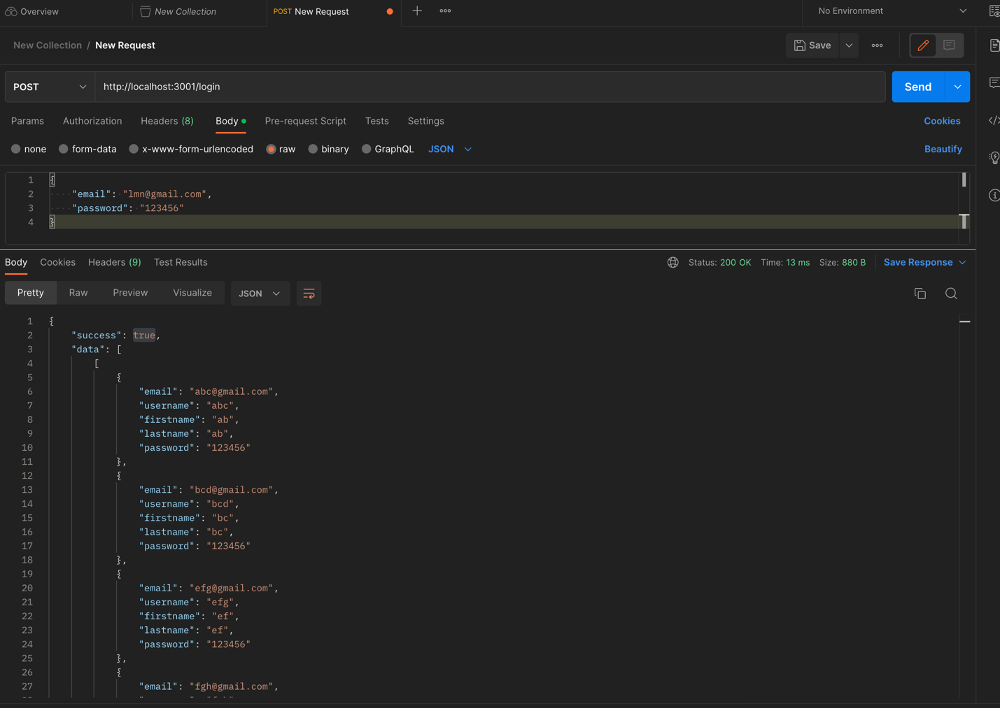 Overview
New Collection
POST New Request
No Environment
New Collection / New Request
Save
POST
http://localhost:3001/login
Send
Params Authorization Headers (8) Body Pre-request Script Tests Settings Cookies
none form-data x-www-form-urlencoded raw binary GraphQL JSON Beautify
1 {
2 "email": "lmn@gmail.com",
3 "password": "123456"
4 }
Body Cookies Headers (9) Test Results Status: 200 OK Time: 13 ms Size: 880 B Save Response
Pretty Raw Preview Visualize JSON
1 {
2 "success": true,
3 "data": [
4 [
5 {
6 "email": "abc@gmail.com",
7 "username": "abc",
8 "firstname": "ab",
9 "lastname": "ab",
10 "password": "123456"
11 },
12 {
13 "email": "bcd@gmail.com",
14 "username": "bcd",
15 "firstname": "bc",
16 "lastname": "bc",
17 "password": "123456"
18 },
19 {
20 "email": "efg@gmail.com",
21 "username": "efg",
22 "firstname": "ef",
23 "lastname": "ef",
24 "password": "123456"
25 },
26 {
27 "email": "fgh@gmail.com",